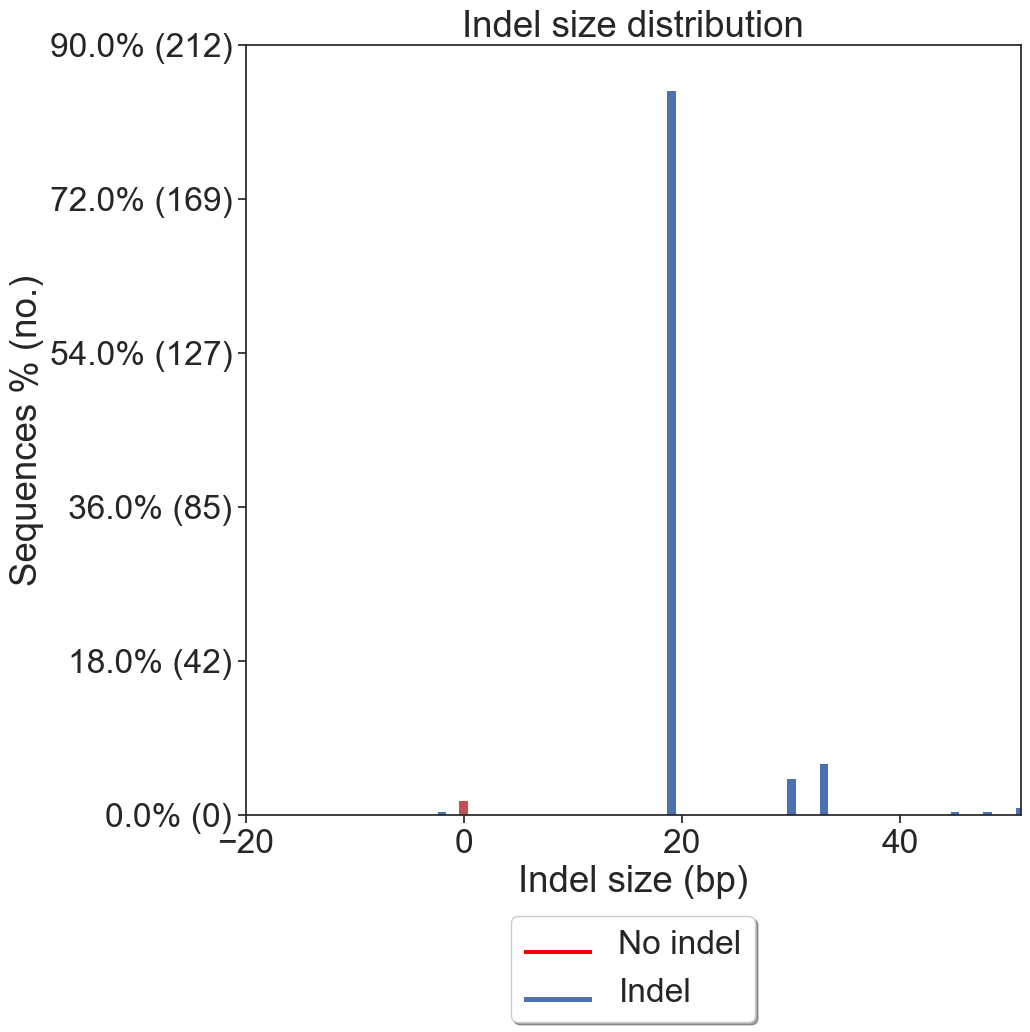 Indel size distribution
90.0% (212)
72.0% (169)
54.0% (127)
36.0% (85)
18.0% (42)
0.0% (0)
Sequences % (no.)
−20 0 20 40
Indel size (bp)
No indel
Indel